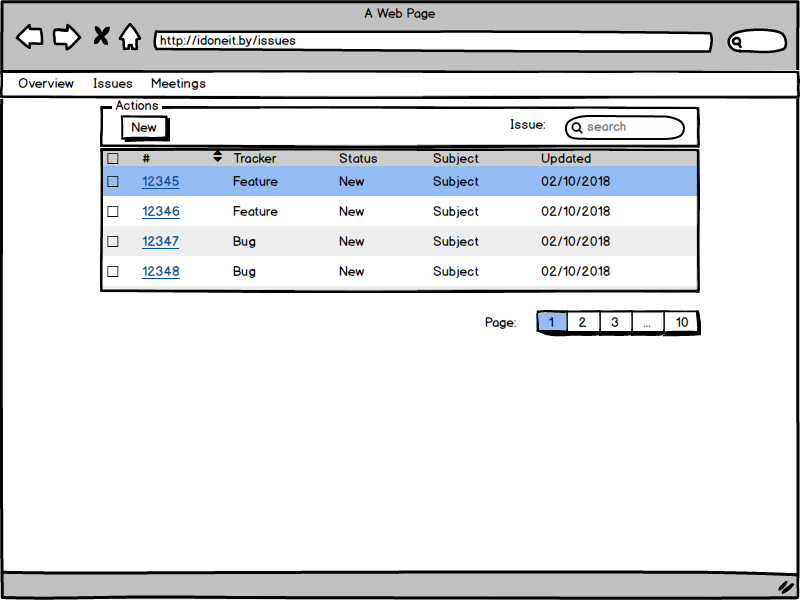 A Web Page
http://idoneit.by/issues
Overview Issues Meetings
Actions
New Issue: search
# Tracker Status Subject Updated
12345 Feature New Subject 02/10/2018
12346 Feature New Subject 02/10/2018
12347 Bug New Subject 02/10/2018
12348 Bug New Subject 02/10/2018
Page: 1 2 3 ... 10